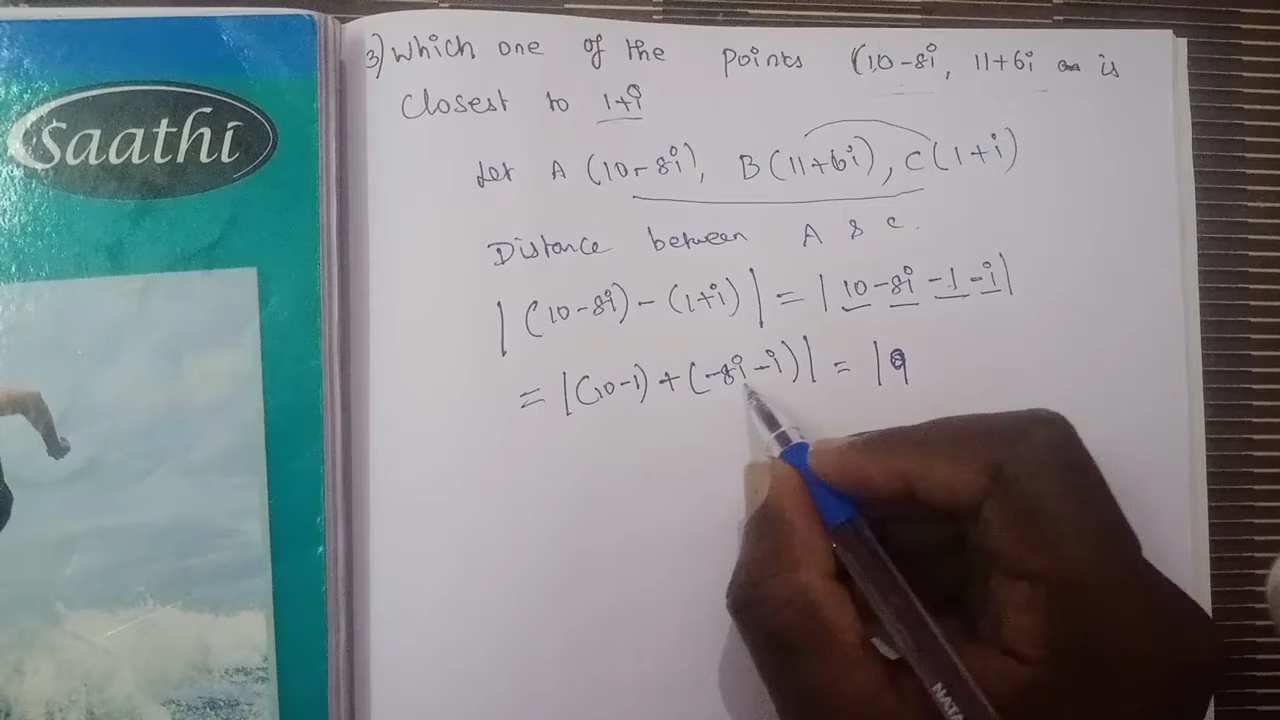 Saathi
3) Which one of the points (10-8i, 11+6i is
closest to 1+i
Let A (10-8i), B(11+6i), C(1+i)
Distance between A & C.
|(10-8i)-(1+i)| = |10-8i-1-i|
= |(10-1)+(-8i-i)| = |9
NATA